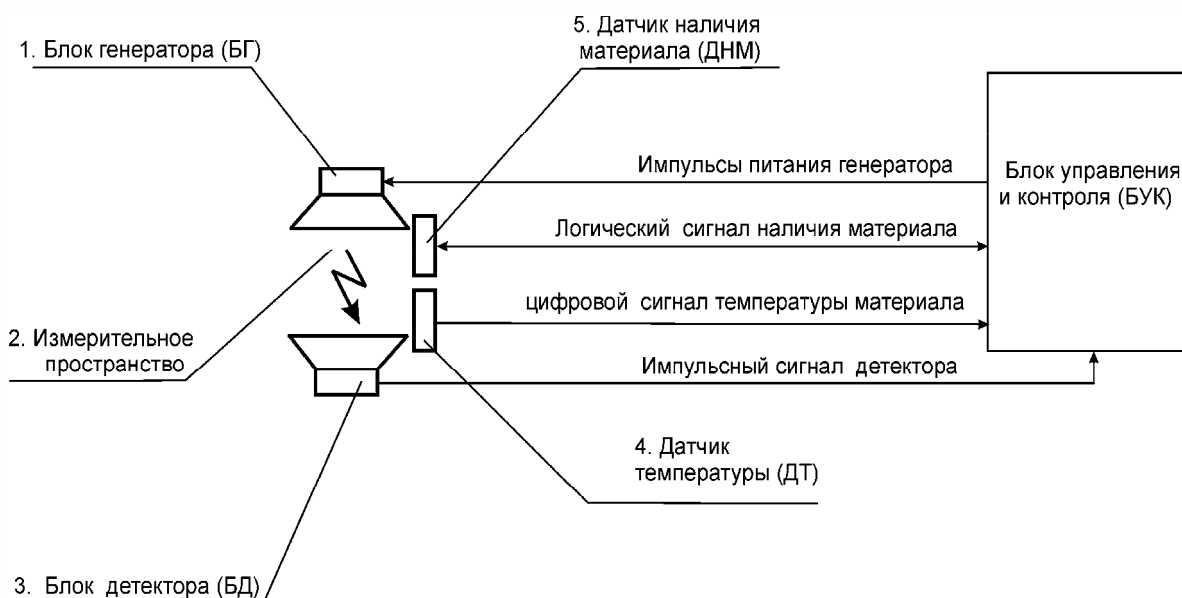 5. Датчик наличия
материала (ДНМ)
1. Блок генератора (БГ)
Импульсы питания генератора
Блок управления
и контроля (БУК)
Логический сигнал наличия материала
цифровой сигнал температуры материала
2. Измерительное
пространство
Импульсный сигнал детектора
4. Датчик
температуры (ДТ)
3. Блок детектора (БД)